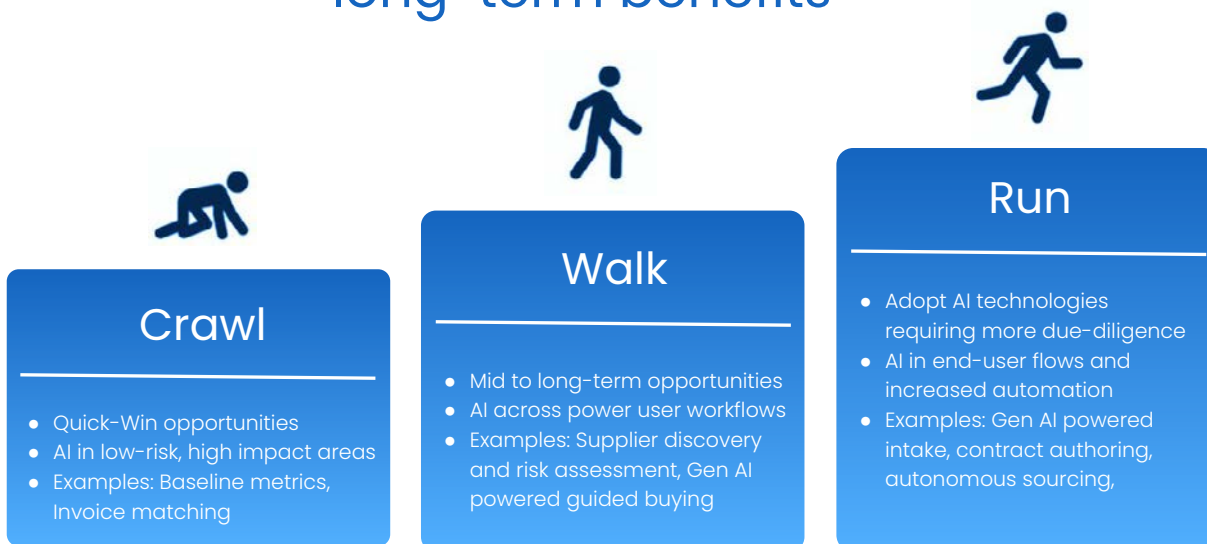 long-term benefits
Crawl
● Quick-Win opportunities
● AI in low-risk, high impact areas
● Examples: Baseline metrics,
Invoice matching
Walk
● Mid to long-term opportunities
● AI across power user workflows
● Examples: Supplier discovery
and risk assessment, Gen AI
powered guided buying
Run
● Adopt AI technologies
requiring more due-diligence
● AI in end-user flows and
increased automation
● Examples: Gen AI powered
intake, contract authoring,
autonomous sourcing,